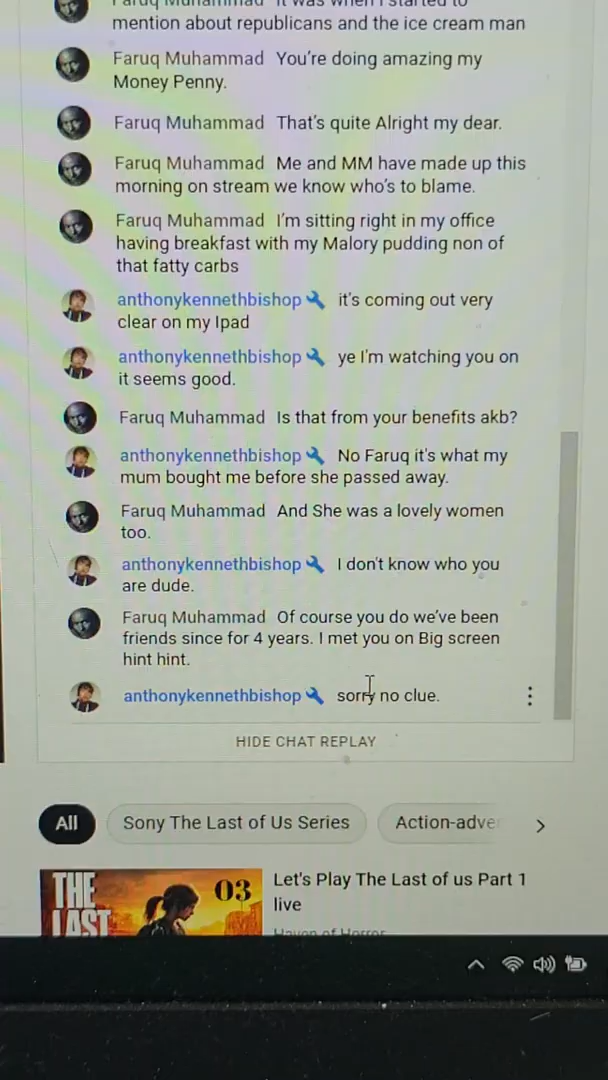 Faruq Muhammad It was when I started to
mention about republicans and the ice cream man
Faruq Muhammad You're doing amazing my
Money Penny.
Faruq Muhammad That's quite Alright my dear.
Faruq Muhammad Me and MM have made up this
morning on stream we know who's to blame.
Faruq Muhammad I'm sitting right in my office
having breakfast with my Malory pudding non of
that fatty carbs
anthonykennethbishop it's coming out very
clear on my Ipad
anthonykennethbishop ye I'm watching you on
it seems good.
Faruq Muhammad Is that from your benefits akb?
anthonykennethbishop No Faruq it's what my
mum bought me before she passed away.
Faruq Muhammad And She was a lovely women
too.
anthonykennethbishop I don't know who you
are dude.
Faruq Muhammad Of course you do we've been
friends since for 4 years. I met you on Big screen
hint hint.
anthonykennethbishop sorry no clue.
HIDE CHAT REPLAY
All Sony The Last of Us Series Action-adve
THE
LAST
03
Let's Play The Last of us Part 1
live
Haven of Horror